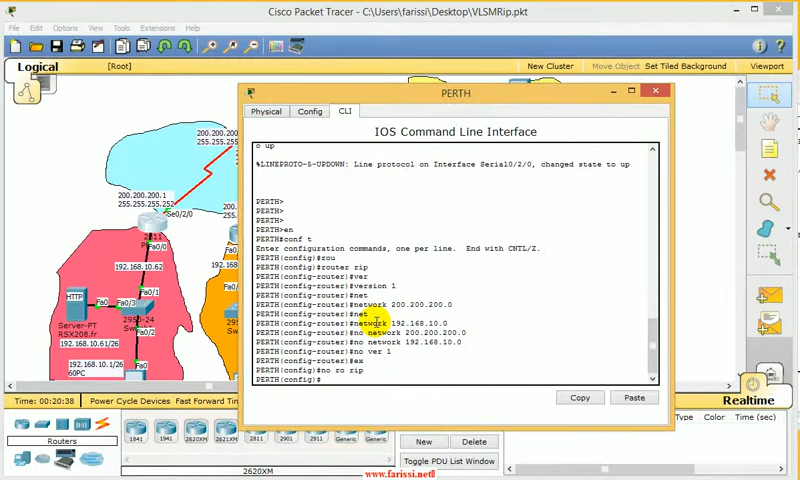 Cisco Packet Tracer - C:\Users\farissi\Desktop\VLSMRip.pkt
File Edit Options View Tools Extensions Help
Logical [Root] New Cluster Move Object Set Tiled Background Viewport
PERTH
Physical Config CLI
IOS Command Line Interface
o up
%LINEPROTO-5-UPDOWN: Line protocol on Interface Serial0/2/0, changed state to up
PERTH>
PERTH>
PERTH>
PERTH>en
PERTH#conf t
Enter configuration commands, one per line. End with CNTL/Z.
PERTH(config)#rou
PERTH(config)#router rip
PERTH(config-router)#ver
PERTH(config-router)#version 1
PERTH(config-router)#net
PERTH(config-router)#network 200.200.200.0
PERTH(config-router)#net
PERTH(config-router)#network 192.168.10.0
PERTH(config-router)#no network 200.200.200.0
PERTH(config-router)#no network 192.168.10.0
PERTH(config-router)#no ver 1
PERTH(config-router)#ex
PERTH(config)#no ro rip
PERTH(config)#
Copy Paste
200.200
255.255.
200.200.200.1
255.255.255.252
Se0/2/0
2811
Fa0/0
192.168.10.62
HTTP
Fa0
Fa0/3
Fa0
Server-PT
RSX208.fr
2950-24
192.168.10.1/26
60PC
Time: 00:20:38 Power Cycle Devices Fast Forward Time
Realtime
Routers
1841 1941 2620XM 2621XM 2811 2901 2911 Generic Generic
2620XM
New Delete
Toggle PDU List Window
Type Color Time (sec)
www.farissi.net